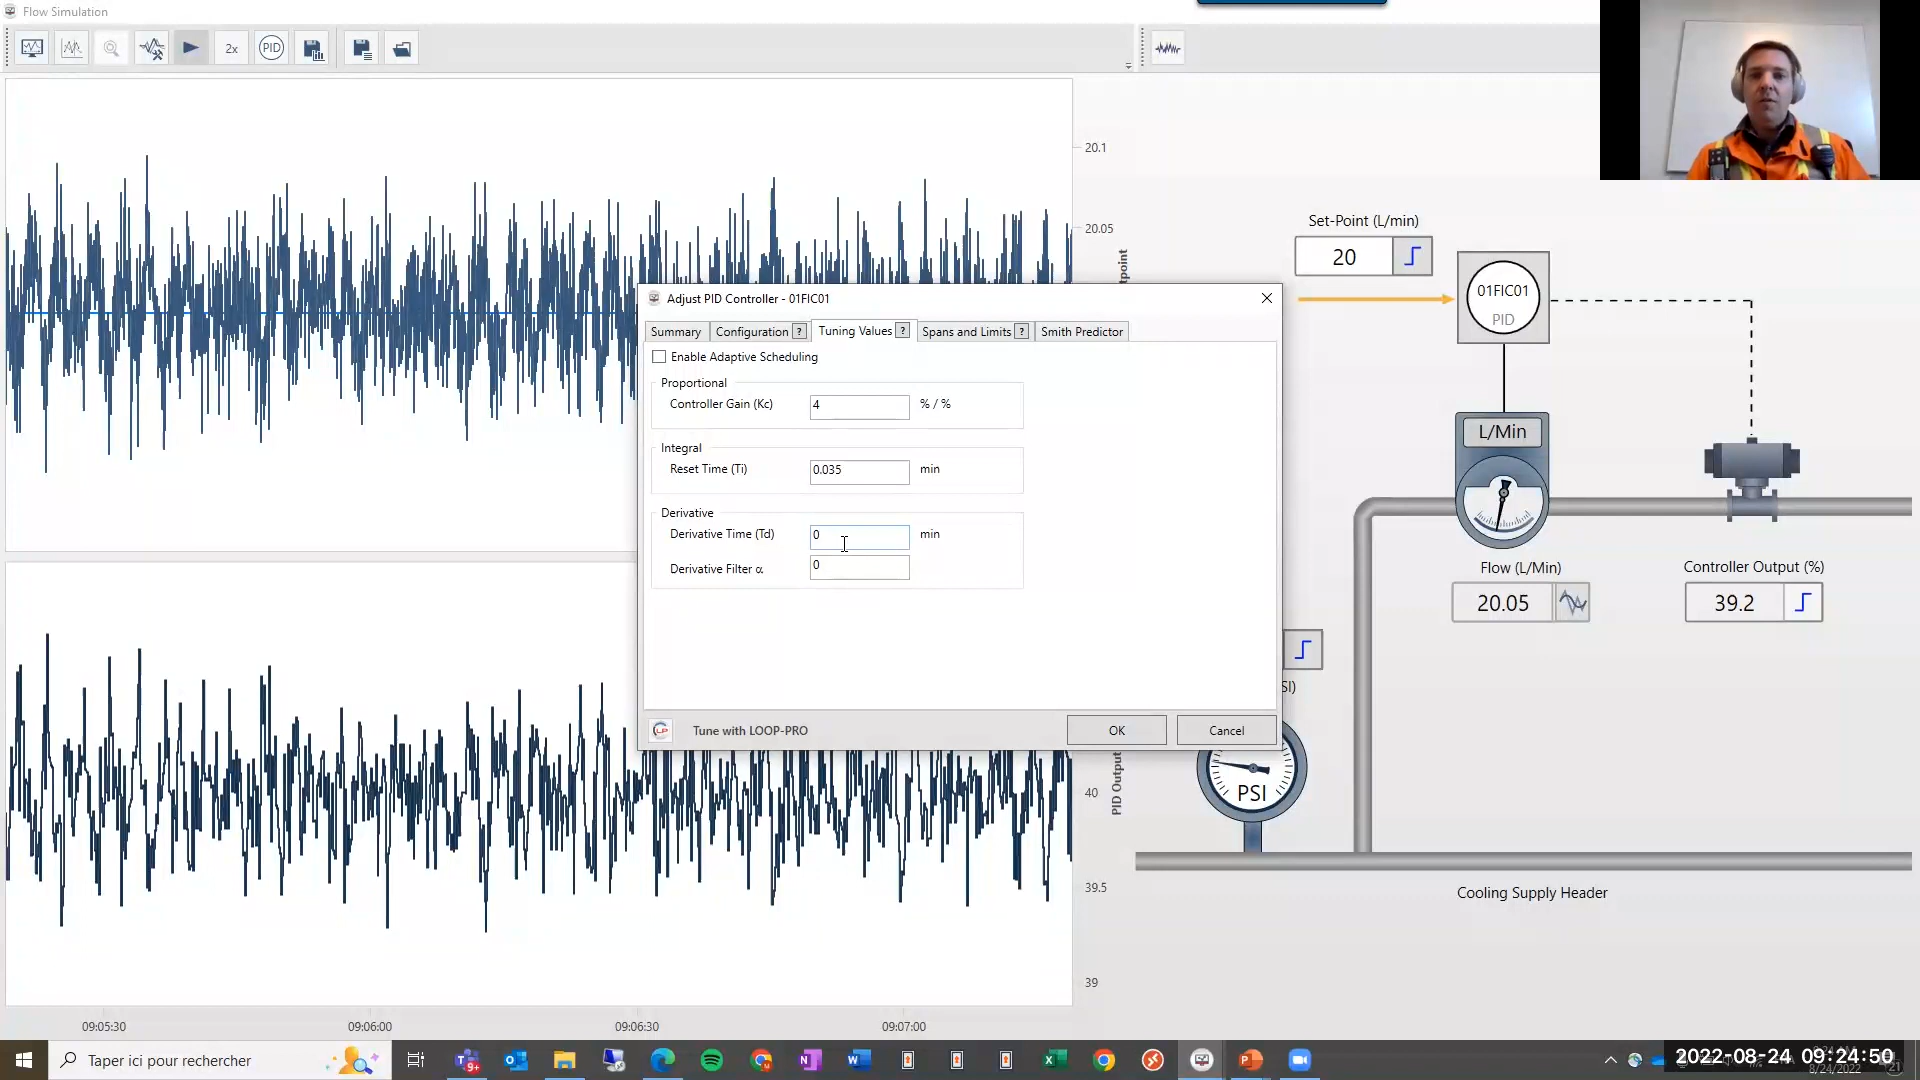 Flow Simulation
2x
PID
20.1
20.05
Set-Point (L/min)
20
01FIC01
PID
Adjust PID Controller - 01FIC01
Summary
Configuration ?
Tuning Values ?
Spans and Limits ?
Smith Predictor
Enable Adaptive Scheduling
Proportional
Controller Gain (Kc) 4 % / %
Integral
Reset Time (Ti) 0.035 min
Derivative
Derivative Time (Td) 0 min
Derivative Filter α 0
Tune with LOOP-PRO
OK
Cancel
L/Min
Flow (L/Min)
20.05
Controller Output (%)
39.2
SI)
PSI
40
PID Output
39.5
39
Cooling Supply Header
09:05:30
09:06:00
09:06:30
09:07:00
Taper ici pour rechercher
9+
2022-08-24 09:24:50
8/24/2022